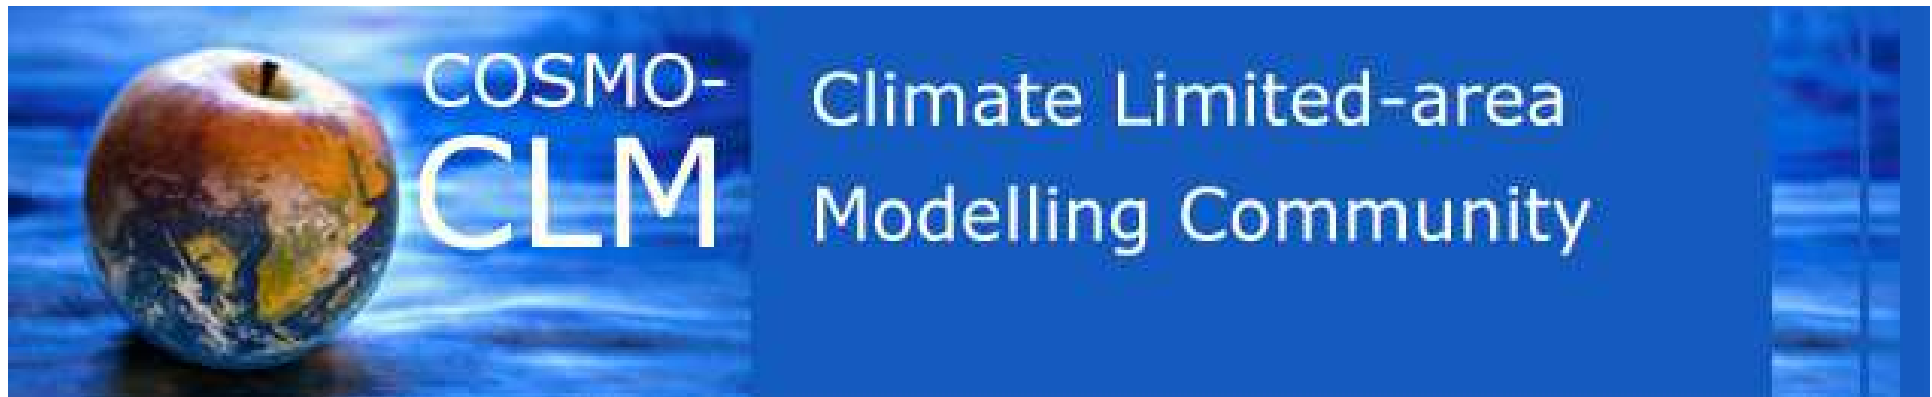 COSMO-
CLM
Climate Limited-area
Modelling Community